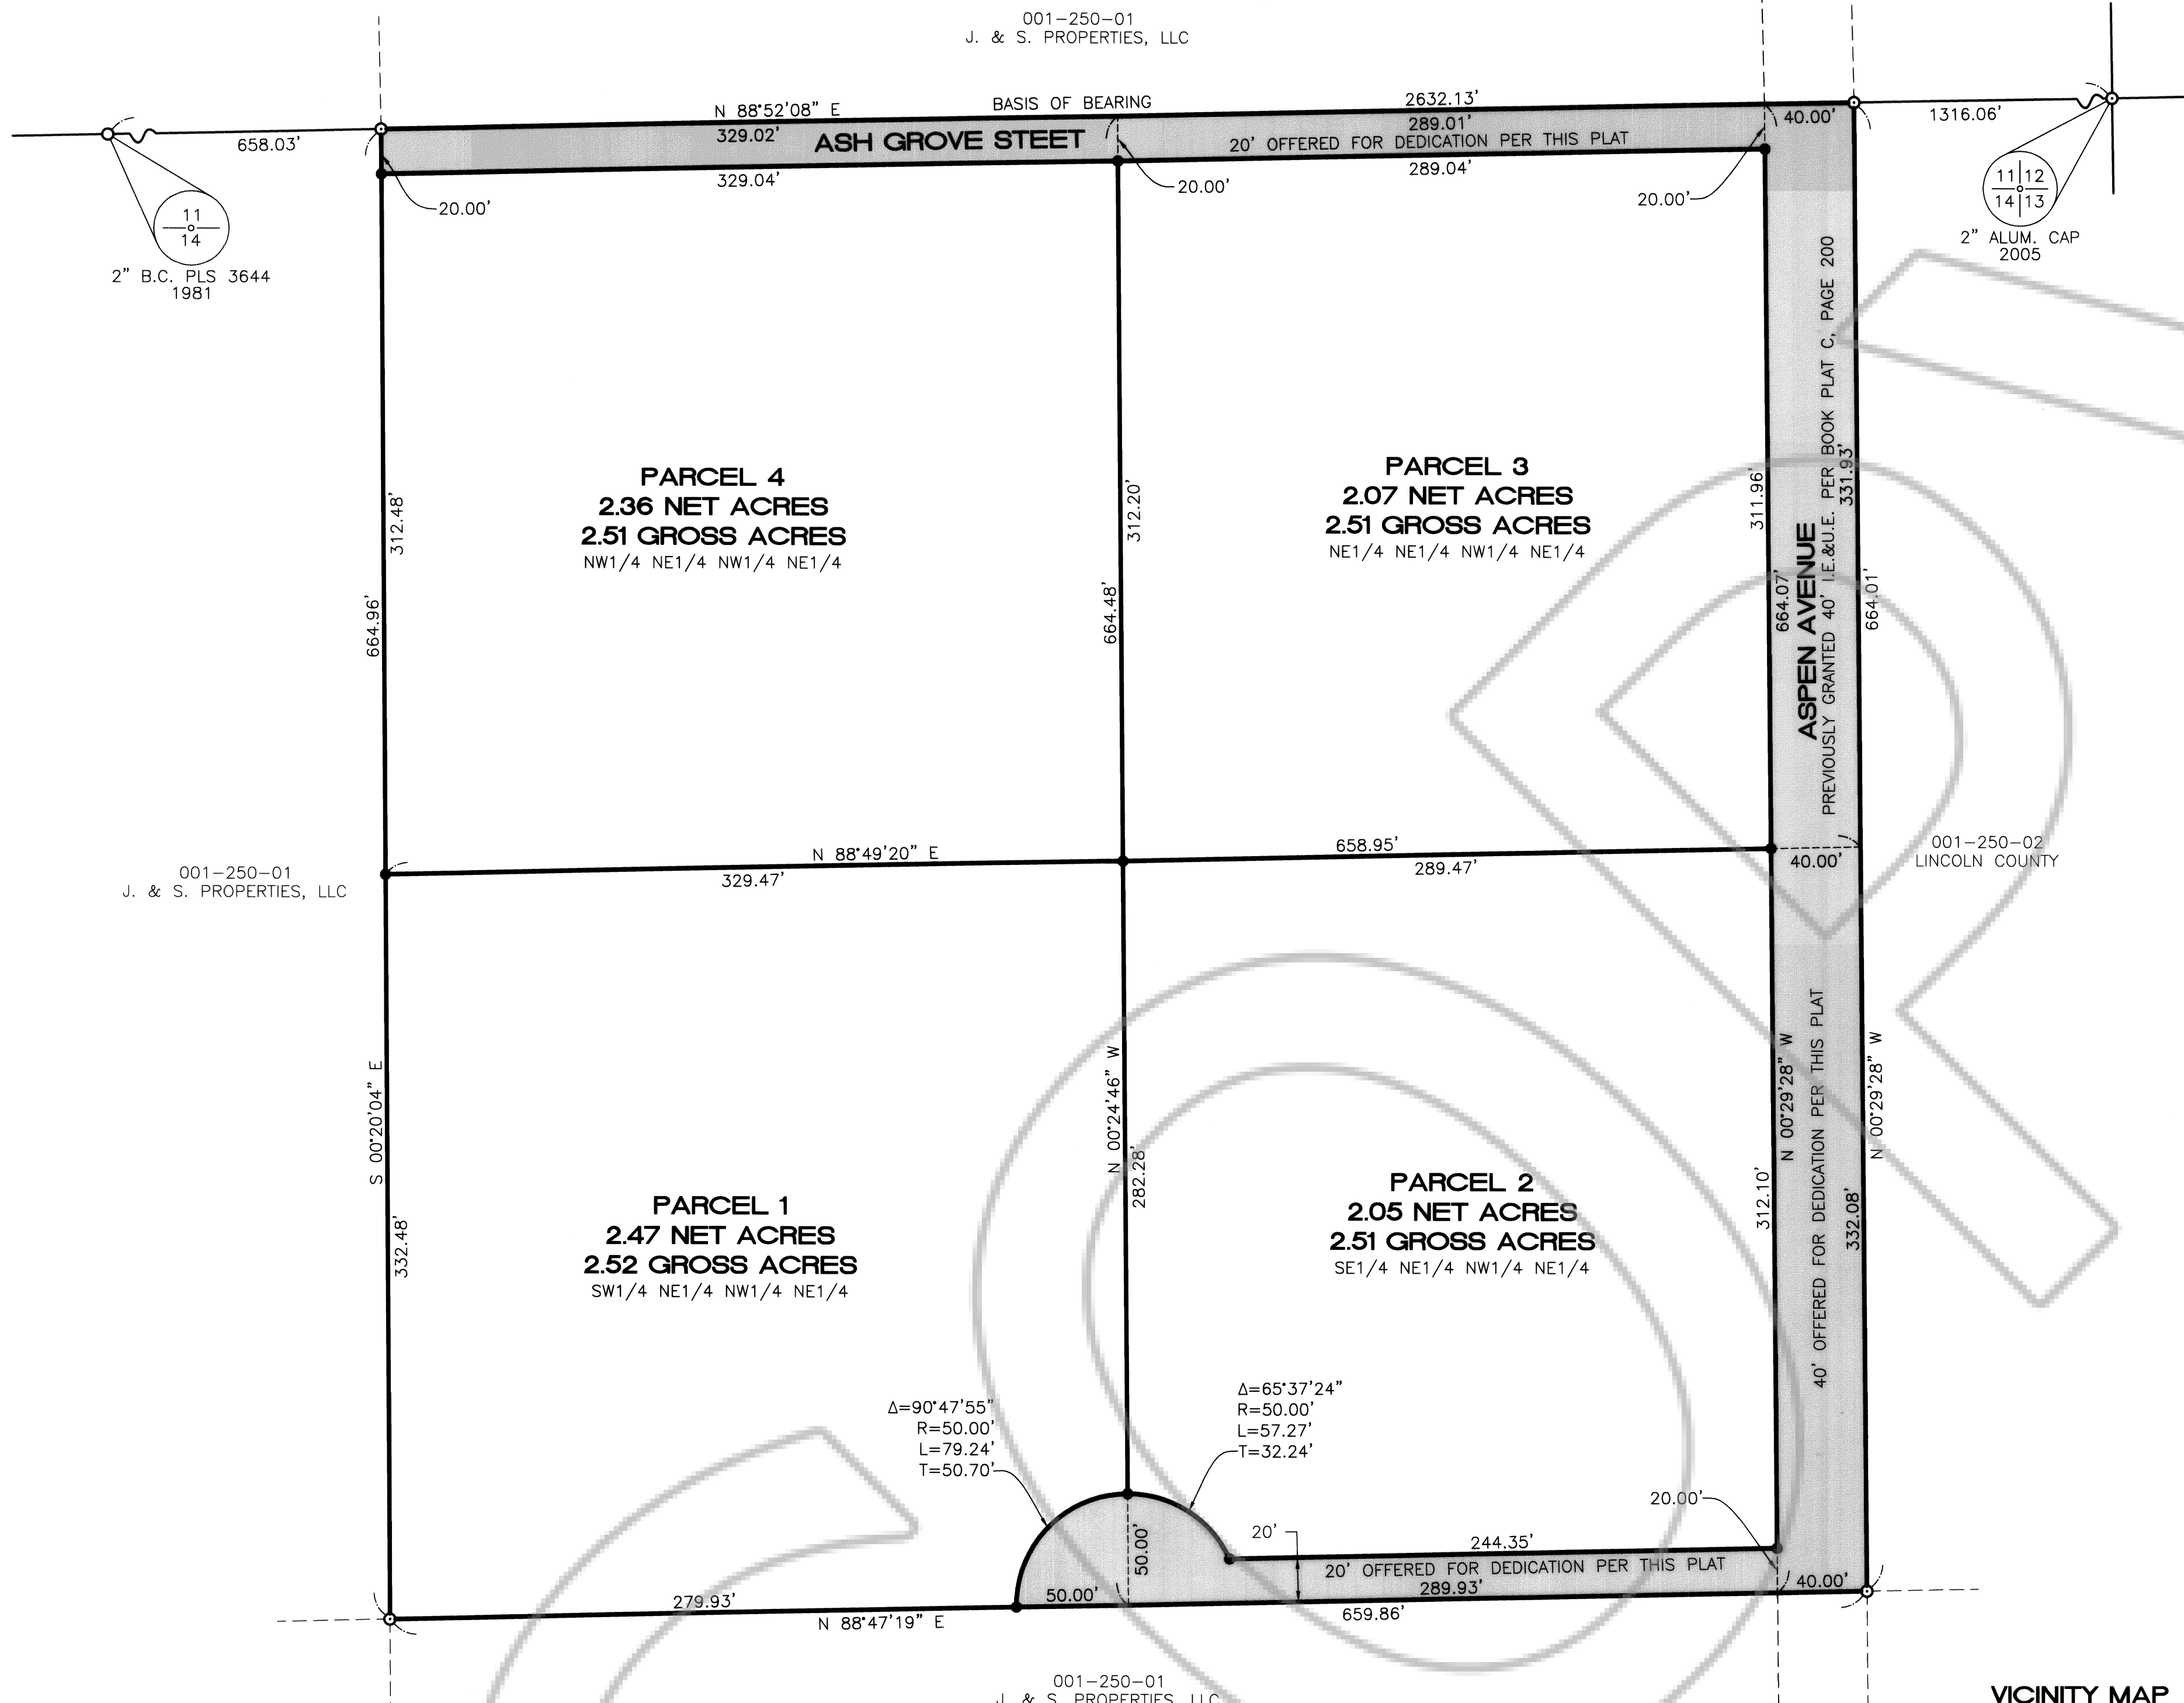 001-250-01
J. & S. PROPERTIES, LLC
N 88°52'08" E
BASIS OF BEARING
2632.13'
658.03'
329.02'
ASH GROVE STEET
289.01'
20' OFFERED FOR DEDICATION PER THIS PLAT
40.00'
1316.06'
329.04'
289.04'
20.00'
20.00'
20.00'
11
14
2" B.C. PLS 3644
1981
11 12
14 13
2" ALUM. CAP
2005
PARCEL 4
2.36 NET ACRES
2.51 GROSS ACRES
NW1/4 NE1/4 NW1/4 NE1/4
PARCEL 3
2.07 NET ACRES
2.51 GROSS ACRES
NE1/4 NE1/4 NW1/4 NE1/4
312.48'
664.96'
312.20'
664.48'
311.96'
664.07'
ASPEN AVENUE
PREVIOUSLY GRANTED 40' I.E.&U.E. PER BOOK PLAT C, PAGE 200
331.93'
664.01'
N 88°49'20" E
658.95'
329.47'
289.47'
40.00'
001-250-01
J. & S. PROPERTIES, LLC
001-250-02
LINCOLN COUNTY
S 00°20'04" E
332.48'
N 00°24'46" W
282.28'
N 00°29'28" W
312.10'
40' OFFERED FOR DEDICATION PER THIS PLAT
332.08'
N 00°29'28" W
PARCEL 1
2.47 NET ACRES
2.52 GROSS ACRES
SW1/4 NE1/4 NW1/4 NE1/4
PARCEL 2
2.05 NET ACRES
2.51 GROSS ACRES
SE1/4 NE1/4 NW1/4 NE1/4
Δ=90°47'55"
R=50.00'
L=79.24'
T=50.70'
Δ=65°37'24"
R=50.00'
L=57.27'
T=32.24'
20.00'
20'
244.35'
50.00'
20' OFFERED FOR DEDICATION PER THIS PLAT
279.93'
50.00'
289.93'
40.00'
N 88°47'19" E
659.86'
001-250-01
J. & S. PROPERTIES, LLC
VICINITY MAP